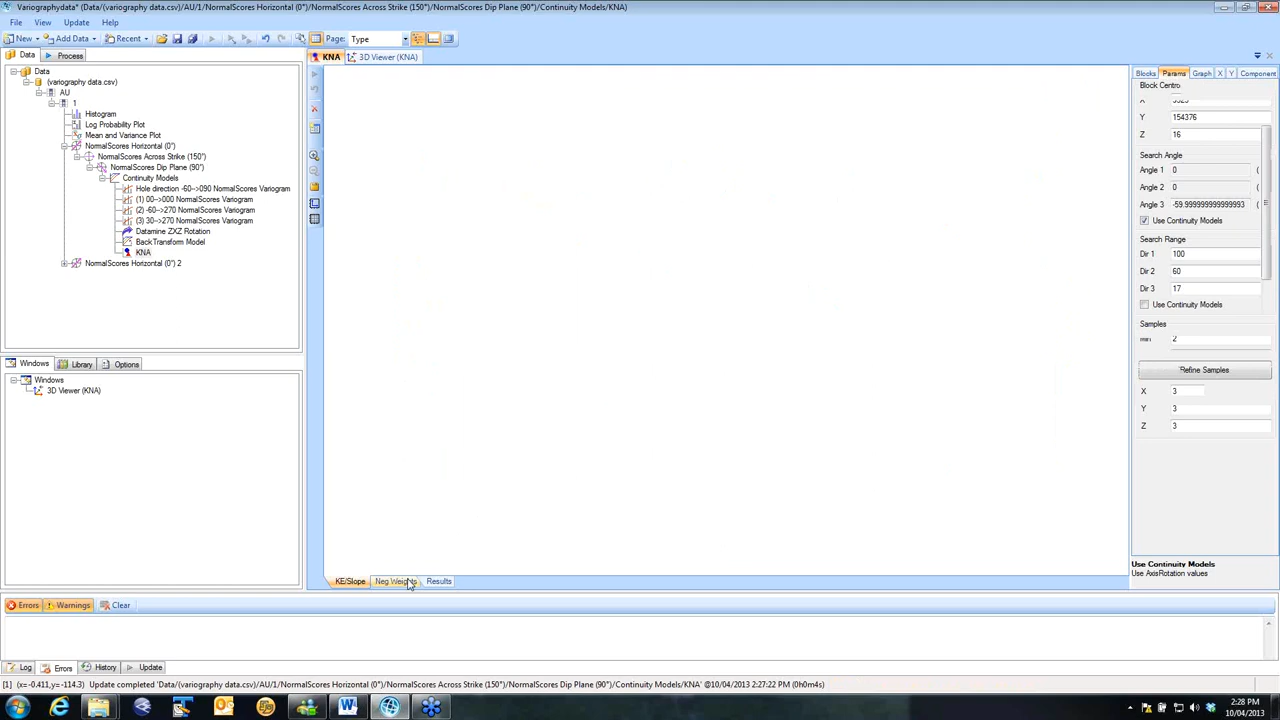 Variographydata* (Data/(variography data.csv)/AU/1/NormalScores Horizontal (0°)/NormalScores Across Strike (150°)/NormalScores Dip Plane (90°)/Continuity Models/KNA)
File View Update Help
New Add Data Recent Page: Type
Data Process
KNA 3D Viewer (KNA)
Data
(variography data.csv)
AU
1
Histogram
Log Probability Plot
Mean and Variance Plot
NormalScores Horizontal (0°)
NormalScores Across Strike (150°)
NormalScores Dip Plane (90°)
Continuity Models
Hole direction -60-->090 NormalScores Variogram
(1) 00-->000 NormalScores Variogram
(2) -60-->270 NormalScores Variogram
(3) 30-->270 NormalScores Variogram
Datamine ZXZ Rotation
BackTransform Model
KNA
NormalScores Horizontal (0°) 2
Windows Library Options
Windows
3D Viewer (KNA)
KE/Slope Neg Weights Results
Blocks Params Graph X Y Component
Block Centre
X
Y 154376
Z 16
Search Angle
Angle 1 0 (
Angle 2 0 (
Angle 3 -59.999999999999993 (
Use Continuity Models
Search Range
Dir 1 100
Dir 2 60
Dir 3 17
Use Continuity Models
Samples
min 2
Refine Samples
X 3
Y 3
Z 3
Use Continuity Models
Use AxisRotation values
Errors Warnings Clear
Log Errors History Update
[1] (x=-0.411,y=-114.3) Update completed 'Data/(variography data.csv)/AU/1/NormalScores Horizontal (0°)/NormalScores Across Strike (150°)/NormalScores Dip Plane (90°)/Continuity Models/KNA' @10/04/2013 2:27:22 PM (0h0m4s)
2:28 PM
10/04/2013